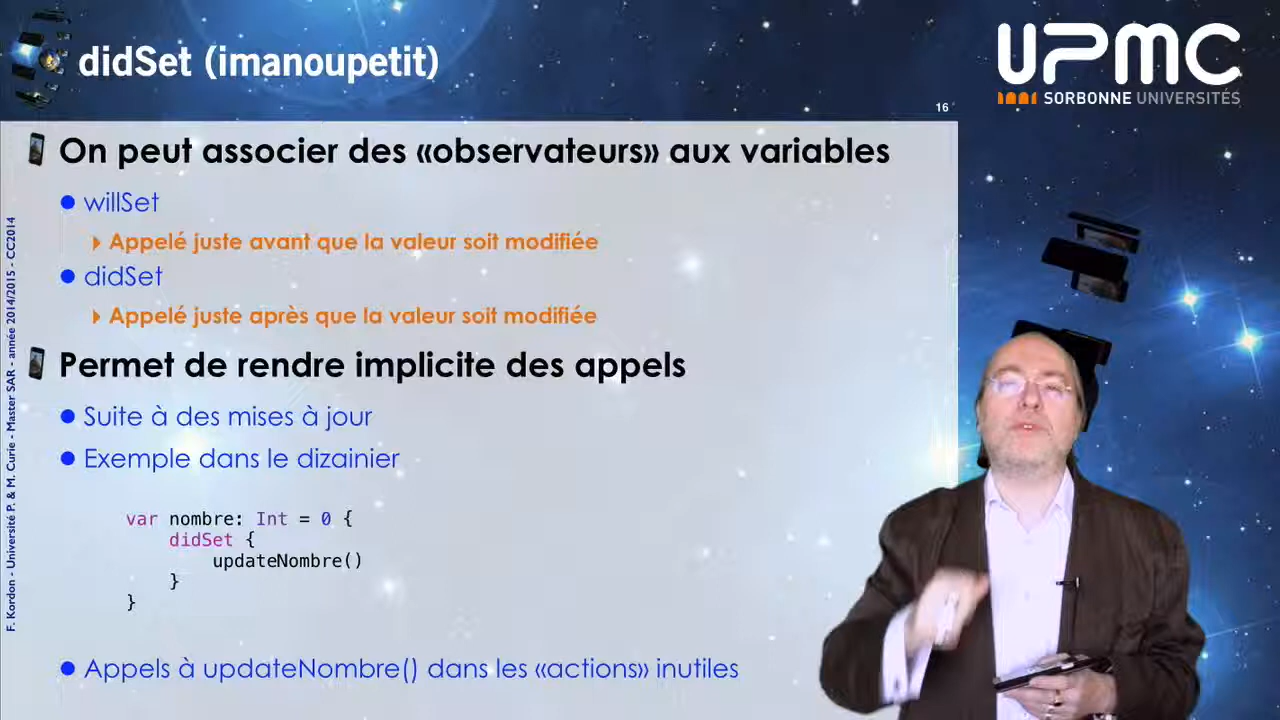 didSet (imanoupetit)
UPMC
SORBONNE UNIVERSITÉS
16
On peut associer des «observateurs» aux variables
willSet
Appelé juste avant que la valeur soit modifiée
didSet
Appelé juste après que la valeur soit modifiée
Permet de rendre implicite des appels
Suite à des mises à jour
Exemple dans le dizainier
var nombre: Int = 0 {
didSet {
updateNombre()
}
}
Appels à updateNombre() dans les «actions» inutiles
F. Kordon - Université P. & M. Curie - Master SAR - année 2014/2015 - CC2014